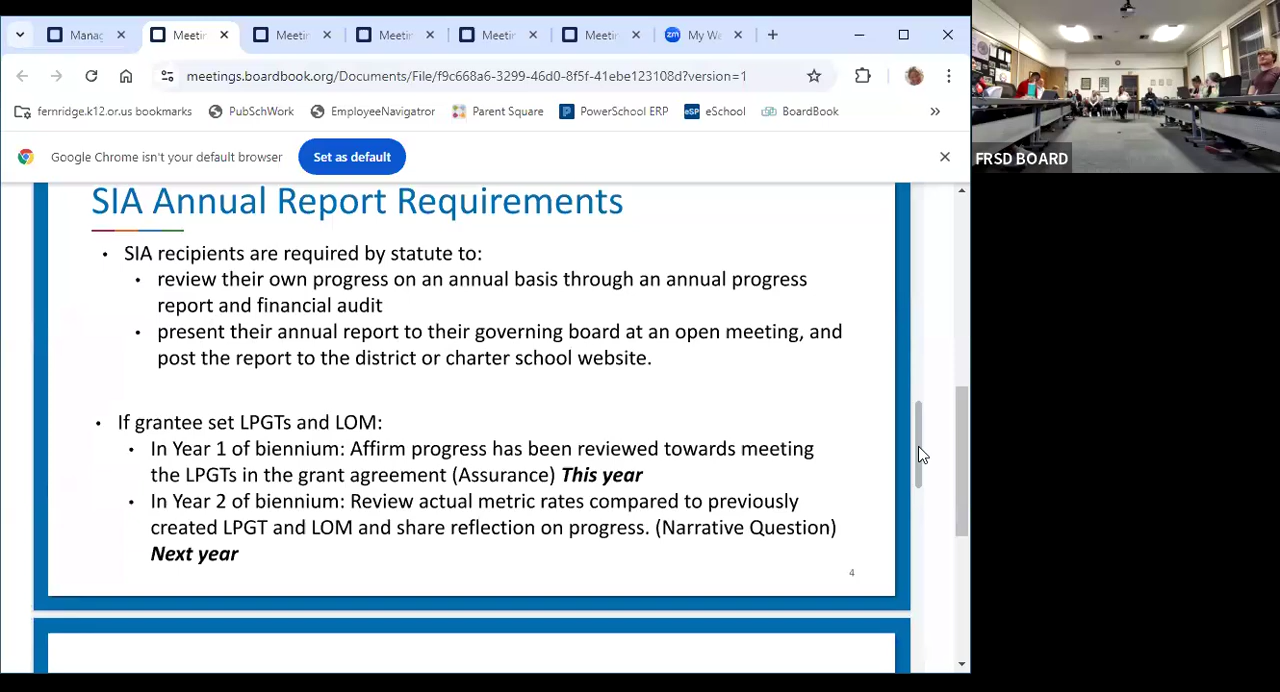 Manag
Meetin
Meetin
Meetin
Meetin
Meetin
zm
My We
meetings.boardbook.org/Documents/File/f9c668a6-3299-46d0-8f5f-41ebe123108d?version=1
fernridge.k12.or.us bookmarks
PubSchWork
EmployeeNavigator
Parent Square
PowerSchool ERP
eSP
eSchool
BoardBook
Google Chrome isn't your default browser
Set as default
FRSD BOARD
SIA Annual Report Requirements
• SIA recipients are required by statute to:
• review their own progress on an annual basis through an annual progress
report and financial audit
• present their annual report to their governing board at an open meeting, and
post the report to the district or charter school website.
• If grantee set LPGTs and LOM:
• In Year 1 of biennium: Affirm progress has been reviewed towards meeting
the LPGTs in the grant agreement (Assurance) This year
• In Year 2 of biennium: Review actual metric rates compared to previously
created LPGT and LOM and share reflection on progress. (Narrative Question)
Next year
4